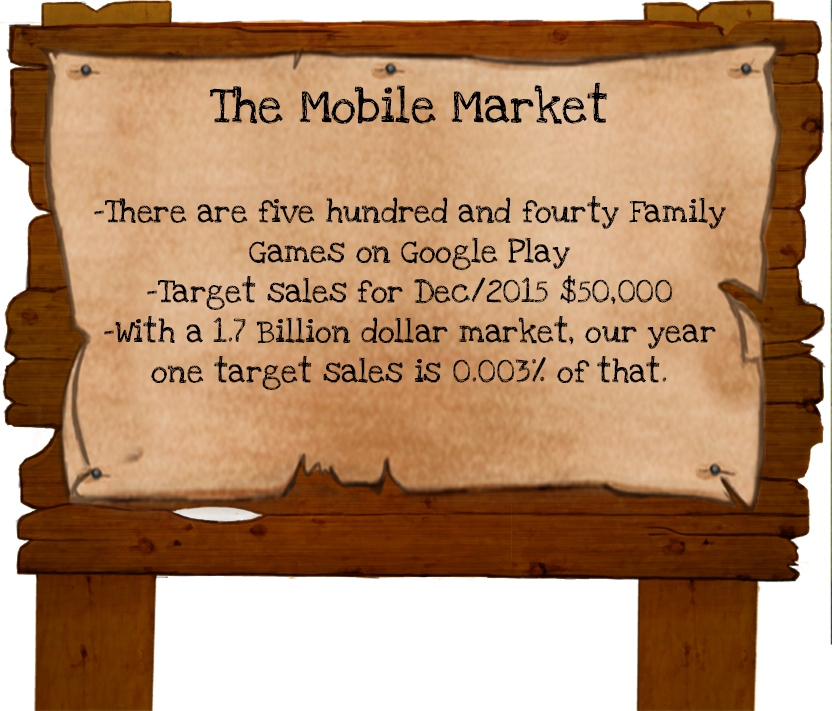 The Mobile Market
-There are five hundred and fourty Family
Games on Google Play
-Target sales for Dec/2015 $50,000
-With a 1.7 Billion dollar market, our year
one target sales is 0.003% of that.